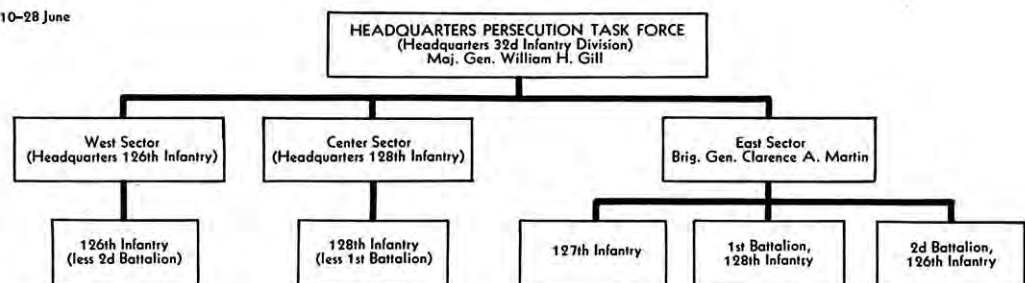 10–28 June
HEADQUARTERS PERSECUTION TASK FORCE
(Headquarters 32d Infantry Division)
Maj. Gen. William H. Gill
West Sector
(Headquarters 126th Infantry)
Center Sector
(Headquarters 128th Infantry)
East Sector
Brig. Gen. Clarence A. Martin
126th Infantry
(less 2d Battalion)
128th Infantry
(less 1st Battalion)
127th Infantry
1st Battalion,
128th Infantry
2d Battalion,
126th Infantry